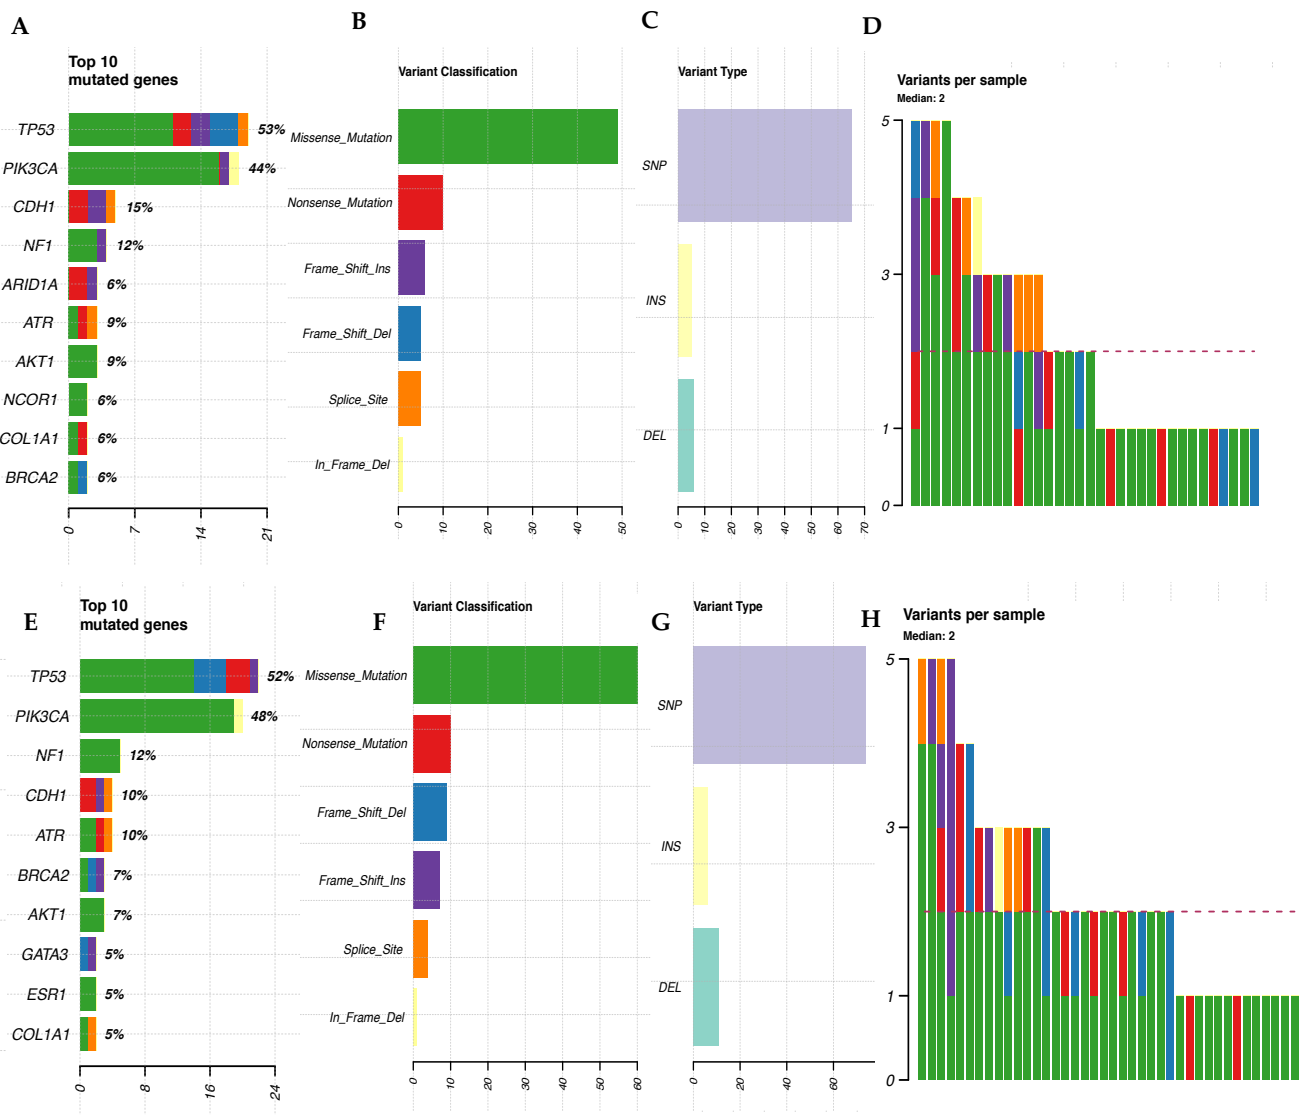 A
Top 10
mutated genes
TP53
53%
PIK3CA
44%
CDH1
15%
NF1
12%
ARID1A
6%
ATR
9%
AKT1
9%
NCOR1
6%
COL1A1
6%
BRCA2
6%
0 7 14 21
B
Variant Classification
Missense_Mutation
Nonsense_Mutation
Frame_Shift_Ins
Frame_Shift_Del
Splice_Site
In_Frame_Del
0 10 20 30 40 50
C
Variant Type
SNP
INS
DEL
0 10 20 30 40 50 60 70
D
Variants per sample
Median: 2
5
3
1
0
E
Top 10
mutated genes
TP53
52%
PIK3CA
48%
NF1
12%
CDH1
10%
ATR
10%
BRCA2
7%
AKT1
7%
GATA3
5%
ESR1
5%
COL1A1
5%
0 8 16 24
F
Variant Classification
Missense_Mutation
Nonsense_Mutation
Frame_Shift_Del
Frame_Shift_Ins
Splice_Site
In_Frame_Del
0 10 20 30 40 50 60
G
Variant Type
SNP
INS
DEL
0 20 40 60
H
Variants per sample
Median: 2
5
3
1
0